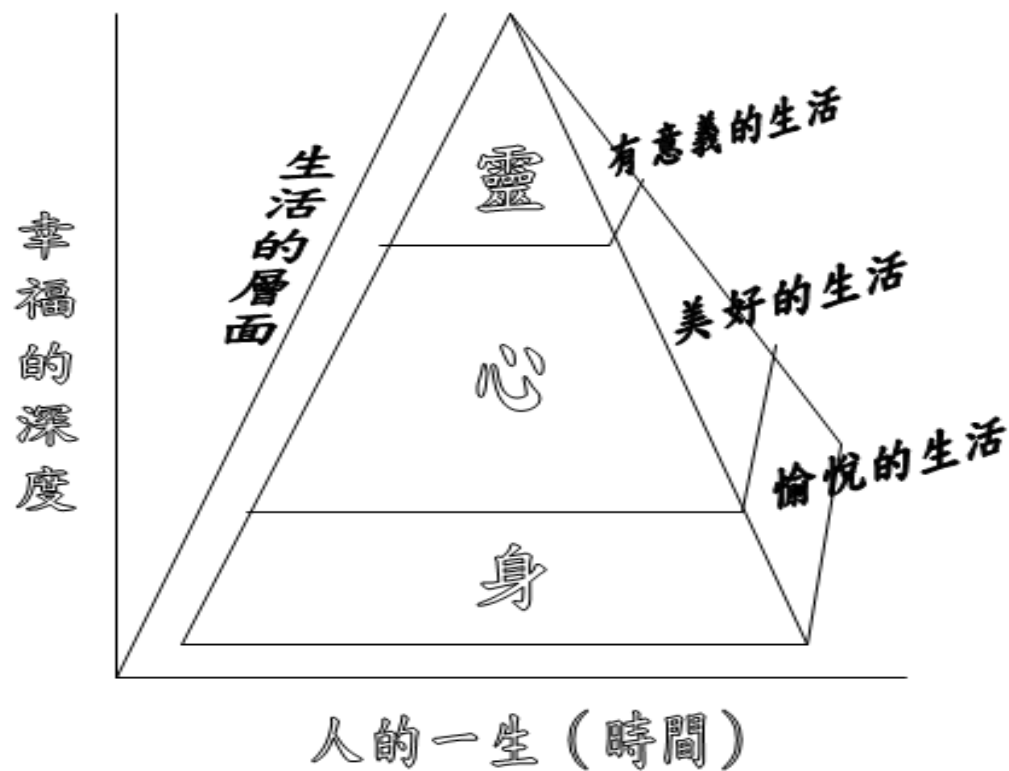 幸福的深度
生活的層面
靈
心
身
有意義的生活
美好的生活
愉悅的生活
人的一生（時間）